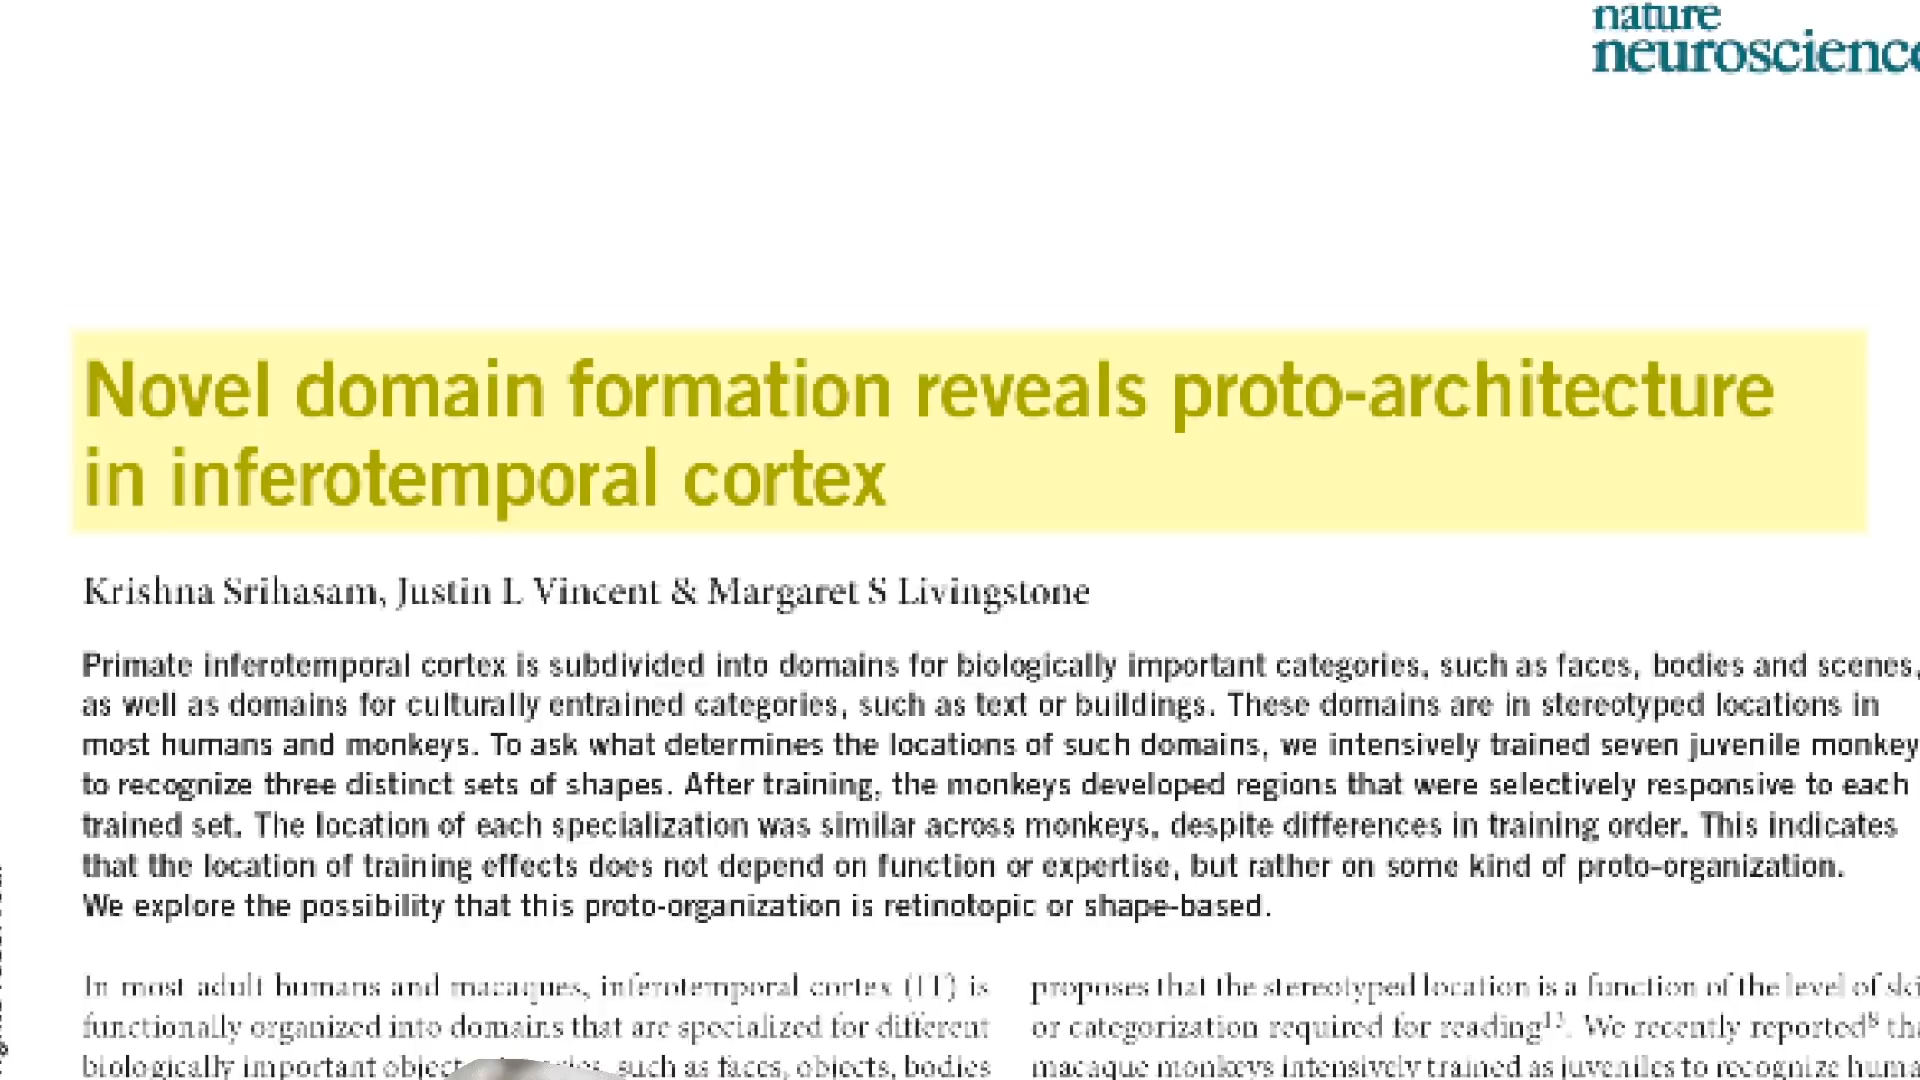 nature
neuroscienc
Novel domain formation reveals proto-architecture
in inferotemporal cortex
Krishna Srihasam, Justin L Vincent & Margaret S Livingstone
Primate inferotemporal cortex is subdivided into domains for biologically important categories, such as faces, bodies and scenes,
as well as domains for culturally entrained categories, such as text or buildings. These domains are in stereotyped locations in
most humans and monkeys. To ask what determines the locations of such domains, we intensively trained seven juvenile monkey
to recognize three distinct sets of shapes. After training, the monkeys developed regions that were selectively responsive to each
trained set. The location of each specialization was similar across monkeys, despite differences in training order. This indicates
that the location of training effects does not depend on function or expertise, but rather on some kind of proto-organization.
We explore the possibility that this proto-organization is retinotopic or shape-based.
In most adult humans and macaques, inferotemporal cortex (IT) is
functionally organized into domains that are specialized for different
biologically important object such as faces, objects, bodies
proposes that the stereotyped location is a function of the level of ski
or categorization required for reading¹³. We recently reported⁸ tha
macaque monkeys intensively trained as juveniles to recognize huma